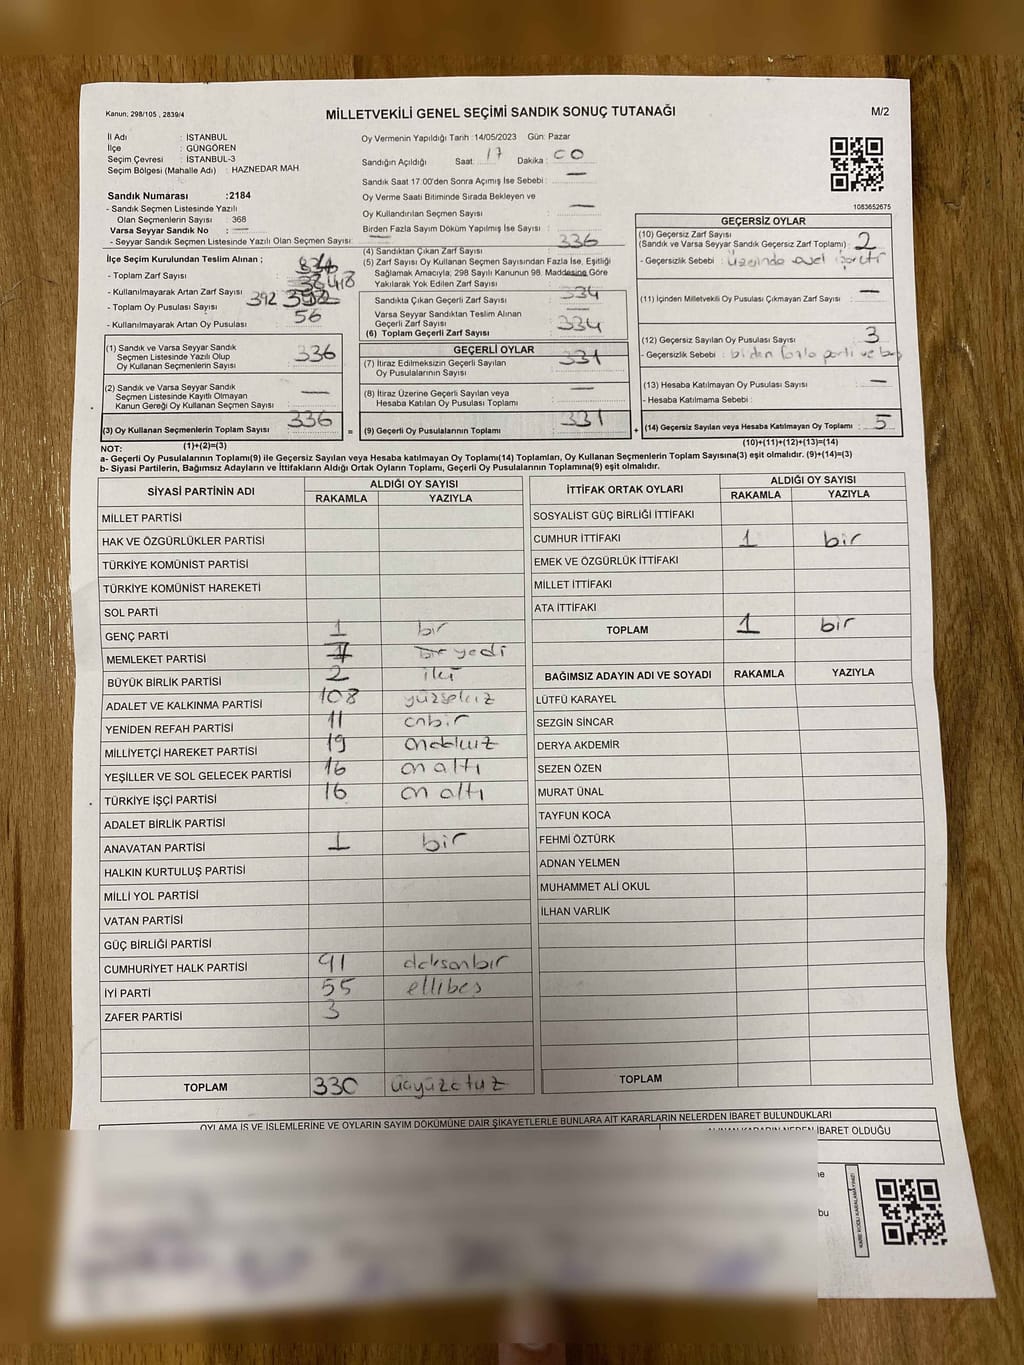 Kanun; 298/105 , 2839/4
MİLLETVEKİLİ GENEL SEÇİMİ SANDIK SONUÇ TUTANAĞI
M/2
İl Adı : İSTANBUL
İlçe : GÜNGÖREN
Seçim Çevresi : İSTANBUL-3
Seçim Bölgesi (Mahalle Adı) : HAZNEDAR MAH
Sandık Numarası :2184
- Sandık Seçmen Listesinde Yazılı
Olan Seçmenlerin Sayısı : 368
Varsa Seyyar Sandık No : —
- Seyyar Sandık Seçmen Listesinde Yazılı Olan Seçmen Sayısı: —
İlçe Seçim Kurulundan Teslim Alınan ;
- Toplam Zarf Sayısı
- Kullanılmayarak Artan Zarf Sayısı
- Toplam Oy Pusulası Sayısı : 392
- Kullanılmayarak Artan Oy Pusulası : 56
(1) Sandık ve Varsa Seyyar Sandık
Seçmen Listesinde Yazılı Olup
Oy Kullanan Seçmenlerin Sayısı : 336
(2) Sandık ve Varsa Seyyar Sandık
Seçmen Listesinde Kayıtlı Olmayan
Kanun Gereği Oy Kullanan Seçmen Sayısı : —
(3) Oy Kullanan Seçmenlerin Toplam Sayısı : 336
Oy Vermenin Yapıldığı Tarih :14/05/2023 Gün: Pazar
Sandığın Açıldığı Saat: 17 Dakika : 00
Sandık Saat 17.00'den Sonra Açımış İse Sebebi : —
Oy Verme Saati Bitiminde Sırada Bekleyen ve
Oy Kullandırılan Seçmen Sayısı : —
Birden Fazla Sayım Döküm Yapılmış İse Sayısı : —
(4) Sandıktan Çıkan Zarf Sayısı : 336
(5) Zarf Sayısı Oy Kullanan Seçmen Sayısından Fazla İse, Eşitliği
Sağlamak Amacıyla; 298 Sayılı Kanunun 98. Maddesine Göre
Yakılarak Yok Edilen Zarf Sayısı : —
Sandıkta Çıkan Geçerli Zarf Sayısı : 334
Varsa Seyyar Sandıktan Teslim Alınan
Geçerli Zarf Sayısı : —
(6) Toplam Geçerli Zarf Sayısı : 334
GEÇERLİ OYLAR
(7) İtiraz Edilmeksizin Geçerli Sayılan
Oy Pusulalarının Sayısı : 331
(8) İtiraz Üzerine Geçerli Sayılan veya
Hesaba Katılan Oy Pusulası Toplamı : —
= (9) Geçerli Oy Pusulalarının Toplamı : 331
1083652675
GEÇERSİZ OYLAR
(10) Geçersiz Zarf Sayısı
(Sandık ve Varsa Seyyar Sandık Geçersiz Zarf Toplamı) : 2
- Geçersizlik Sebebi : üzerinde özel işareti
(11) İçinden Milletvekili Oy Pusulası Çıkmayan Zarf Sayısı : —
(12) Geçersiz Sayılan Oy Pusulası Sayısı : 3
- Geçersizlik Sebebi : birden fazla parti ve boş
(13) Hesaba Katılmayan Oy Pusulası Sayısı : —
- Hesaba Katılmama Sebebi :
+ (14) Geçersiz Sayılan veya Hesaba Katılmayan Oy Toplamı : 5
NOT: (1)+(2)=(3)
(10)+(11)+(12)+(13)=(14)
a- Geçerli Oy Pusulalarının Toplamı(9) ile Geçersiz Sayılan veya Hesaba katılmayan Oy Toplamı(14) Toplamları, Oy Kullanan Seçmenlerin Toplam Sayısına(3) eşit olmalıdır. (9)+(14)=(3)
b- Siyasi Partilerin, Bağımsız Adayların ve İttifakların Aldığı Ortak Oyların Toplamı, Geçerli Oy Pusulalarının Toplamına(9) eşit olmalıdır.
SİYASİ PARTİNİN ADI ALDIĞI OY SAYISI
RAKAMLA YAZIYLA
MİLLET PARTİSİ
HAK VE ÖZGÜRLÜKLER PARTİSİ
TÜRKİYE KOMÜNİST PARTİSİ
TÜRKİYE KOMÜNİST HAREKETİ
SOL PARTİ
GENÇ PARTİ 1 bir
MEMLEKET PARTİSİ 7 yedi
BÜYÜK BİRLİK PARTİSİ 2 iki
ADALET VE KALKINMA PARTİSİ 108 yüzsekiz
YENİDEN REFAH PARTİSİ 11 onbir
MİLLİYETÇİ HAREKET PARTİSİ 19 ondokuz
YEŞİLLER VE SOL GELECEK PARTİSİ 16 on altı
TÜRKİYE İŞÇİ PARTİSİ 16 on altı
ADALET BİRLİK PARTİSİ
ANAVATAN PARTİSİ 1 bir
HALKIN KURTULUŞ PARTİSİ
MİLLİ YOL PARTİSİ
VATAN PARTİSİ
GÜÇ BİRLİĞİ PARTİSİ
CUMHURİYET HALK PARTİSİ 91 doksanbir
İYİ PARTİ 55 ellibeş
ZAFER PARTİSİ 3
TOPLAM 330 üçyüzotuz
İTTİFAK ORTAK OYLARI ALDIĞI OY SAYISI
RAKAMLA YAZIYLA
SOSYALİST GÜÇ BİRLİĞİ İTTİFAKI
CUMHUR İTTİFAKI 1 bir
EMEK VE ÖZGÜRLÜK İTTİFAKI
MİLLET İTTİFAKI
ATA İTTİFAKI
TOPLAM 1 bir
BAĞIMSIZ ADAYIN ADI VE SOYADI RAKAMLA YAZIYLA
LÜTFÜ KARAYEL
SEZGİN SİNCAR
DERYA AKDEMİR
SEZEN ÖZEN
MURAT ÜNAL
TAYFUN KOCA
FEHMİ ÖZTÜRK
ADNAN YELMEN
MUHAMMET ALİ OKUL
İLHAN VARLIK
TOPLAM
OYLAMA İŞ VE İŞLEMLERİNE VE OYLARIN SAYIM DÖKÜMÜNE DAİR ŞİKAYETLERLE BUNLARA AİT KARARLARIN NELERDEN İBARET BULUNDUKLARI
ALINAN KARARIN NEDEN İBARET OLDUĞU
bu
KARE KODU KARALAMAYINIZ!